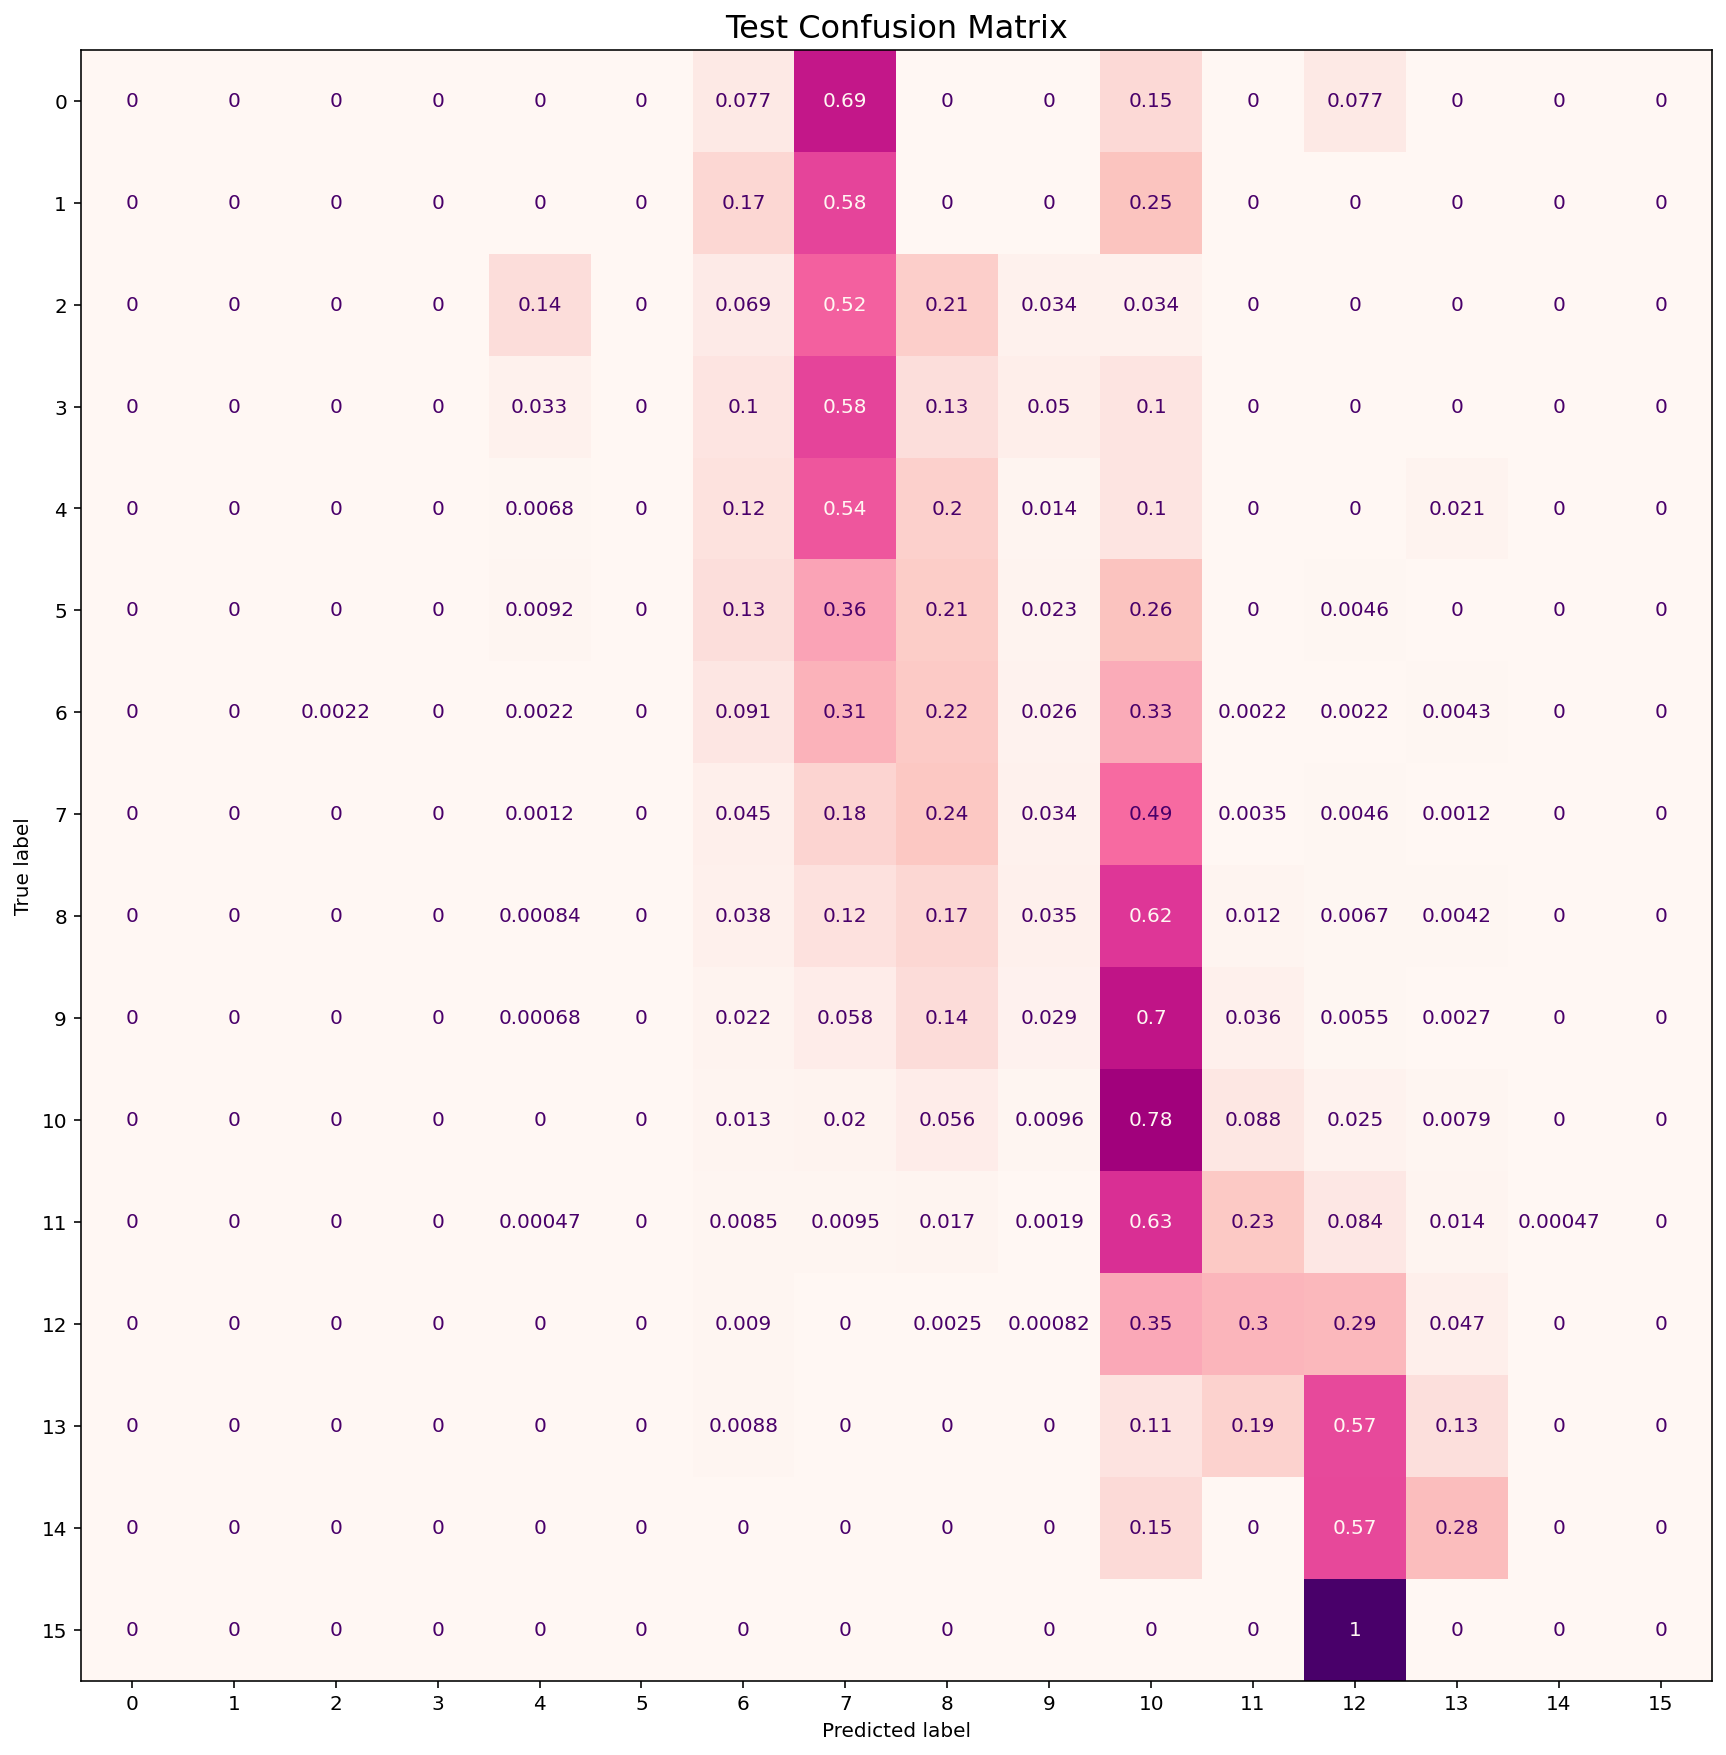 Test Confusion Matrix
0 0 0 0 0 0 0 0.077 0.69 0 0 0.15 0 0.077 0 0 0
1 0 0 0 0 0 0 0.17 0.58 0 0 0.25 0 0 0 0 0
2 0 0 0 0 0.14 0 0.069 0.52 0.21 0.034 0.034 0 0 0 0 0
3 0 0 0 0 0.033 0 0.1 0.58 0.13 0.05 0.1 0 0 0 0 0
4 0 0 0 0 0.0068 0 0.12 0.54 0.2 0.014 0.1 0 0 0.021 0 0
5 0 0 0 0 0.0092 0 0.13 0.36 0.21 0.023 0.26 0 0.0046 0 0 0
6 0 0 0.0022 0 0.0022 0 0.091 0.31 0.22 0.026 0.33 0.0022 0.0022 0.0043 0 0
7 0 0 0 0 0.0012 0 0.045 0.18 0.24 0.034 0.49 0.0035 0.0046 0.0012 0 0
True label
8 0 0 0 0 0.00084 0 0.038 0.12 0.17 0.035 0.62 0.012 0.0067 0.0042 0 0
9 0 0 0 0 0.00068 0 0.022 0.058 0.14 0.029 0.7 0.036 0.0055 0.0027 0 0
10 0 0 0 0 0 0 0.013 0.02 0.056 0.0096 0.78 0.088 0.025 0.0079 0 0
11 0 0 0 0 0.00047 0 0.0085 0.0095 0.017 0.0019 0.63 0.23 0.084 0.014 0.00047 0
12 0 0 0 0 0 0 0.009 0 0.0025 0.00082 0.35 0.3 0.29 0.047 0 0
13 0 0 0 0 0 0 0.0088 0 0 0 0.11 0.19 0.57 0.13 0 0
14 0 0 0 0 0 0 0 0 0 0 0.15 0 0.57 0.28 0 0
15 0 0 0 0 0 0 0 0 0 0 0 0 1 0 0 0
0 1 2 3 4 5 6 7 8 9 10 11 12 13 14 15
Predicted label